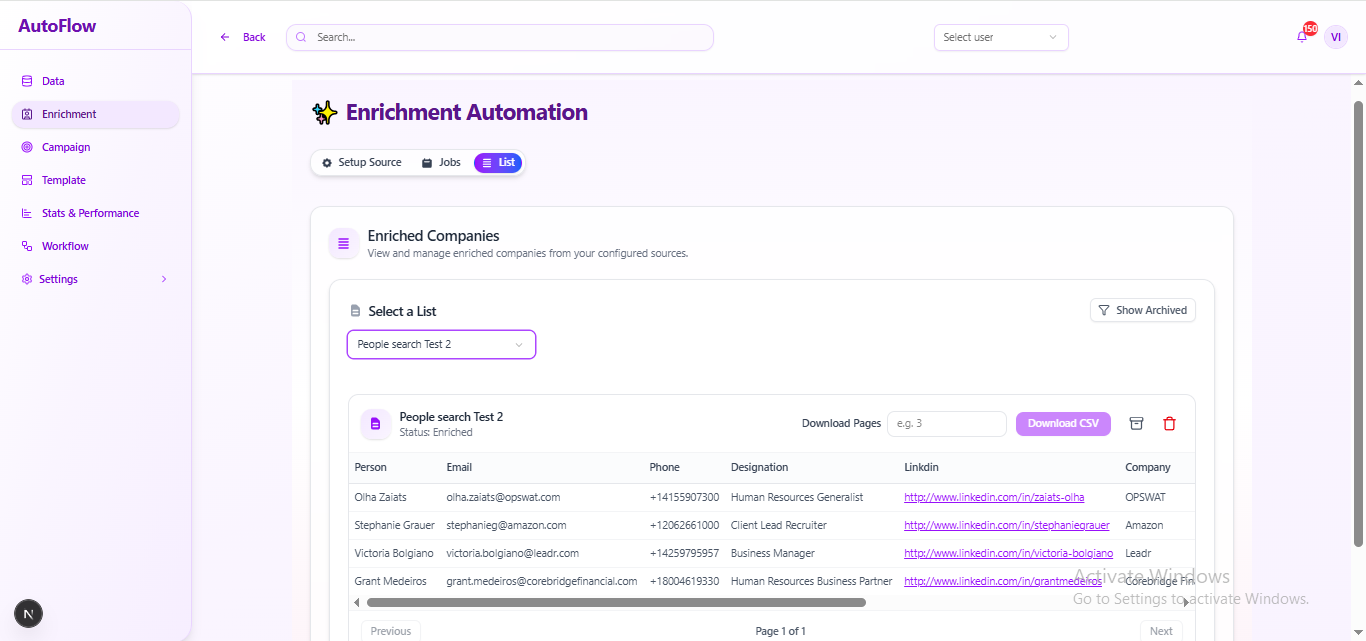 AutoFlow
Back
Search...
Select user
150
VI
Data
Enrichment
Campaign
Template
Stats & Performance
Workflow
Settings
Enrichment Automation
Setup Source Jobs List
Enriched Companies
View and manage enriched companies from your configured sources.
Select a List
Show Archived
People search Test 2
People search Test 2
Status: Enriched
Download Pages e.g. 3 Download CSV
Person Email Phone Designation Linkdin Company
Olha Zaiats olha.zaiats@opswat.com +14155907300 Human Resources Generalist http://www.linkedin.com/in/zaiats-olha OPSWAT
Stephanie Grauer stephanieg@amazon.com +12062661000 Client Lead Recruiter http://www.linkedin.com/in/stephaniegrauer Amazon
Victoria Bolgiano victoria.bolgiano@leadr.com +14259795957 Business Manager http://www.linkedin.com/in/victoria-bolgiano Leadr
Grant Medeiros grant.medeiros@corebridgefinancial.com +18004619330 Human Resources Business Partner http://www.linkedin.com/in/grantmedeiros Corebridge Fin
Activate Windows
Go to Settings to activate Windows.
Previous Page 1 of 1 Next
N